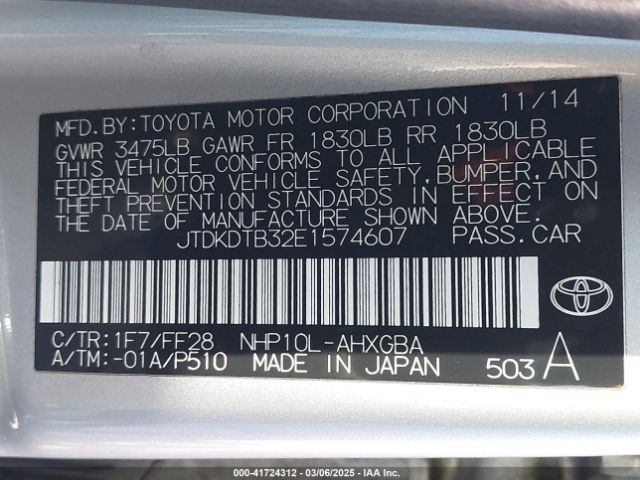 MFD.BY:TOYOTA MOTOR CORPORATION 11/14
GVWR 3475LB GAWR FR 1830LB RR 1830LB
THIS VEHICLE CONFORMS TO ALL APPLICABLE
FEDERAL MOTOR VEHICLE SAFETY,BUMPER,AND
THEFT PREVENTION STANDARDS IN EFFECT ON
THE DATE OF MANUFACTURE SHOWN ABOVE.
JTDKDTB32E1574607 PASS.CAR
C/TR:1F7/FF28 NHP10L-AHXGBA
A/TM:-01A/P510 MADE IN JAPAN 503 A
000-41724312 / 03/06/2025 - IAA Inc.